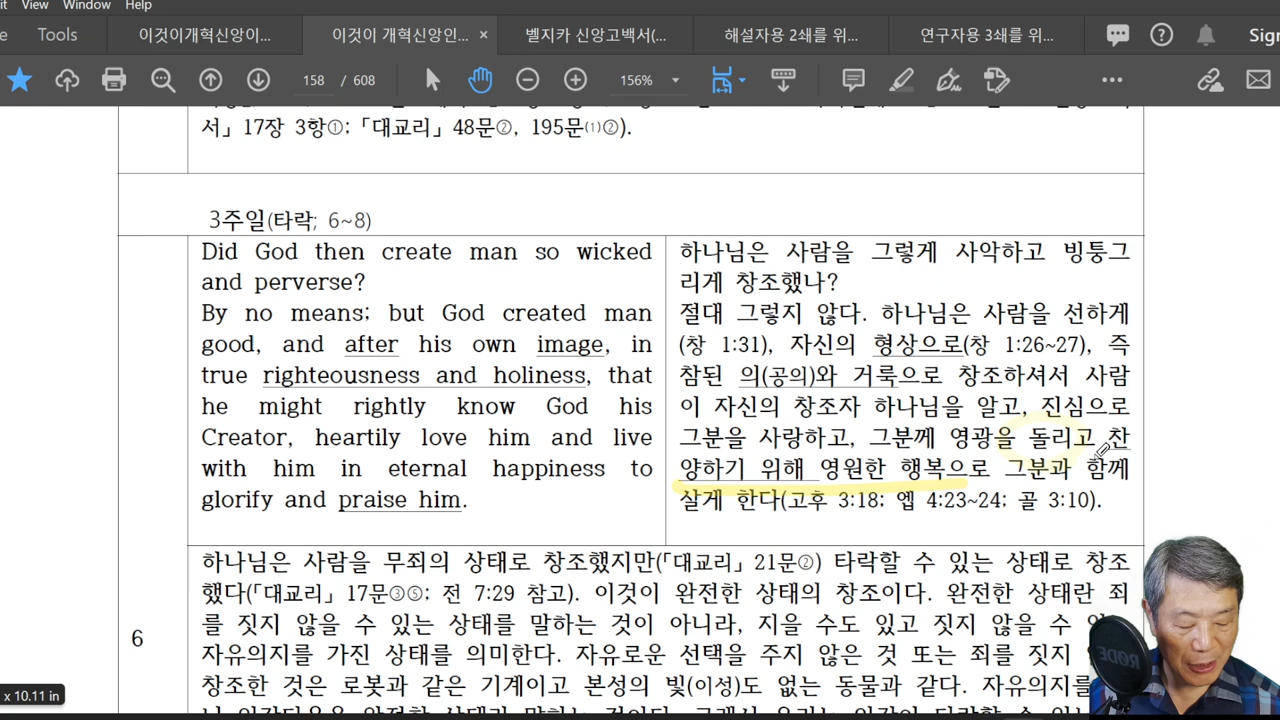 it View Window Help
e Tools 이것이개혁신앙이... 이것이 개혁신앙인... × 벨지카 신앙고백서(... 해설자용 2쇄를 위... 연구자용 3쇄를 위... Sign
158 / 608 156%
서」17장 3항①;「대교리」48문②, 195문⑴②).
3주일(타락; 6~8)
Did God then create man so wicked
and perverse?
By no means; but God created man
good, and after his own image, in
true righteousness and holiness, that
he might rightly know God his
Creator, heartily love him and live
with him in eternal happiness to
glorify and praise him.
하나님은 사람을 그렇게 사악하고 빙퉁그
리게 창조했나?
절대 그렇지 않다. 하나님은 사람을 선하게
(창 1:31), 자신의 형상으로(창 1:26~27), 즉
참된 의(공의)와 거룩으로 창조하셔서 사람
이 자신의 창조자 하나님을 알고, 진심으로
그분을 사랑하고, 그분께 영광을 돌리고 찬
양하기 위해 영원한 행복으로 그분과 함께
살게 한다(고후 3:18; 엡 4:23~24; 골 3:10).
6
하나님은 사람을 무죄의 상태로 창조했지만(「대교리」 21문②) 타락할 수 있는 상태로 창조
했다(「대교리」 17문③⑤: 전 7:29 참고). 이것이 완전한 상태의 창조이다. 완전한 상태란 죄
를 짓지 않을 수 있는 상태를 말하는 것이 아니라, 지을 수도 있고 짓지 않을 수
자유의지를 가진 상태를 의미한다. 자유로운 선택을 주지 않은 것 또는 죄를 짓지
창조한 것은 로봇과 같은 기계이고 본성의 빛(이성)도 없는 동물과 같다. 자유의지를
x 10.11 in
RØDE